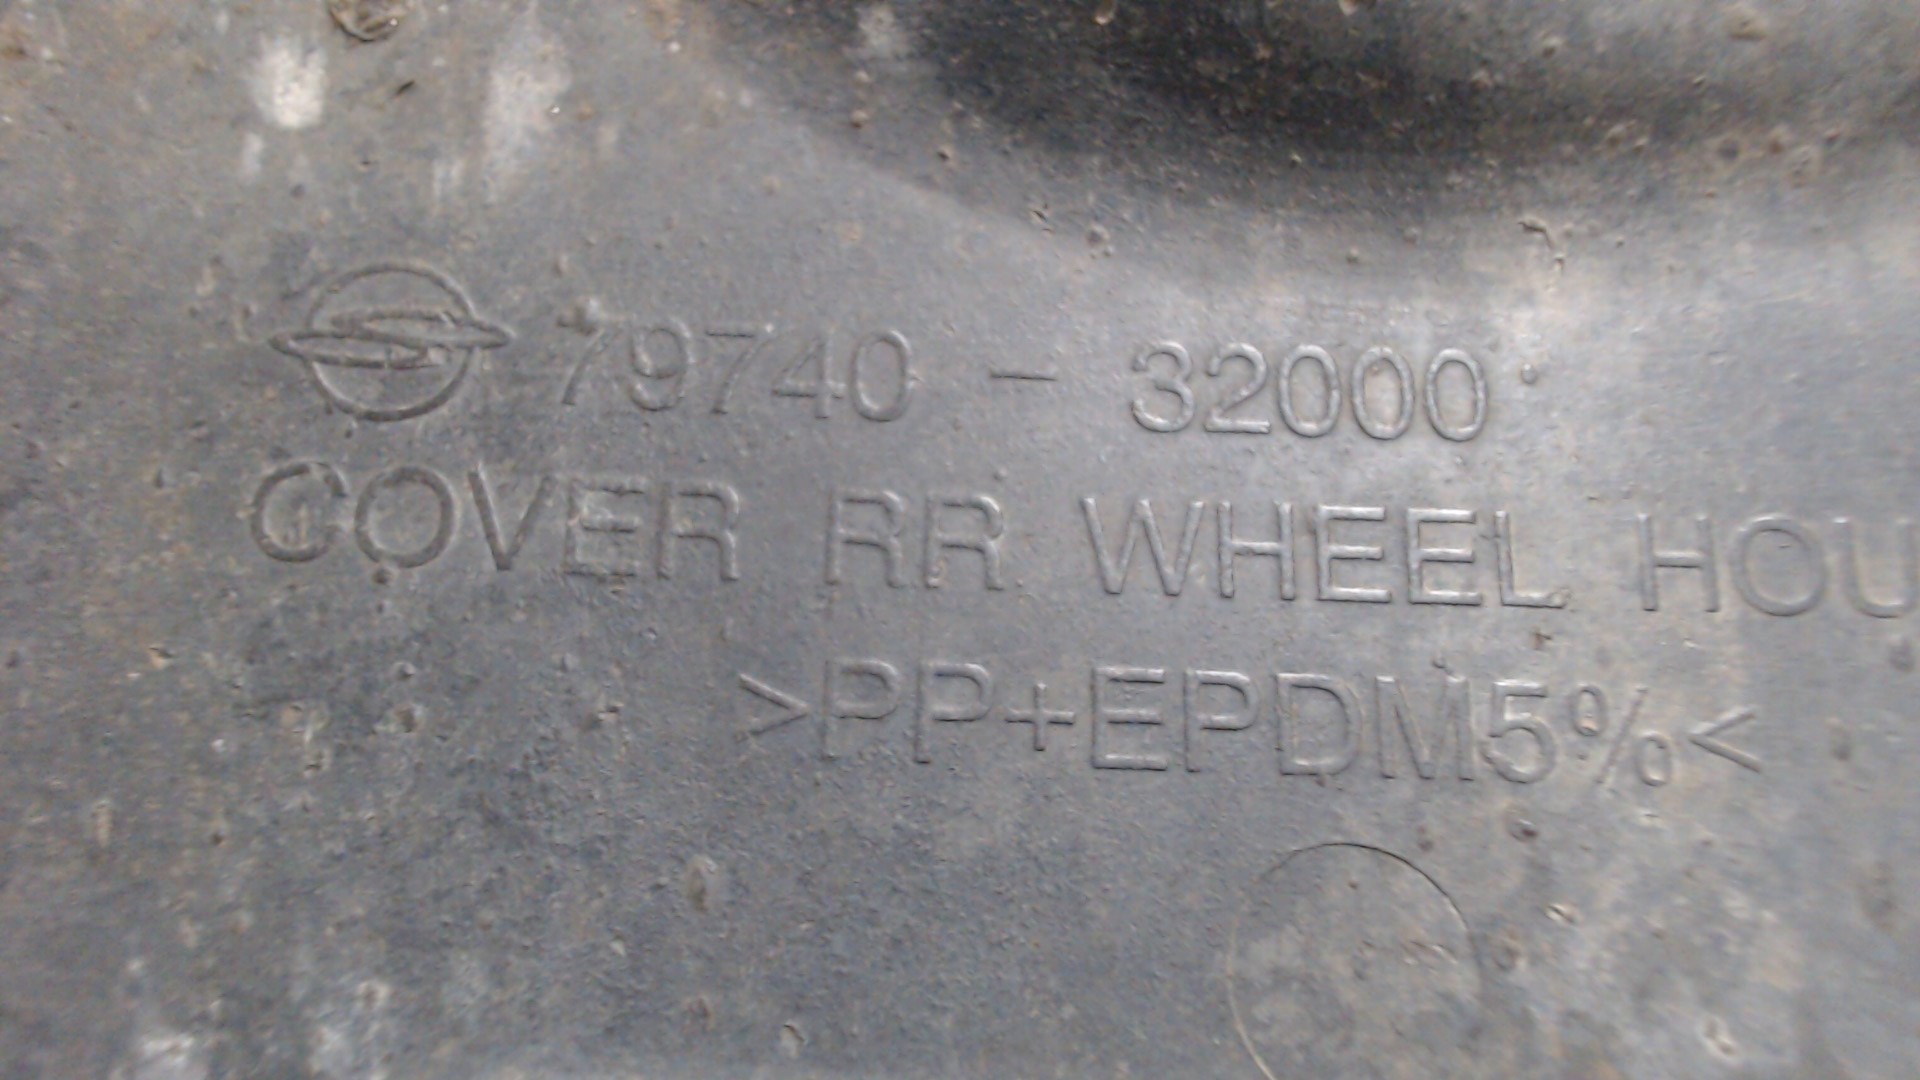 79740 - 32000
COVER RR WHEEL HOU
>PP+EPDM5%<